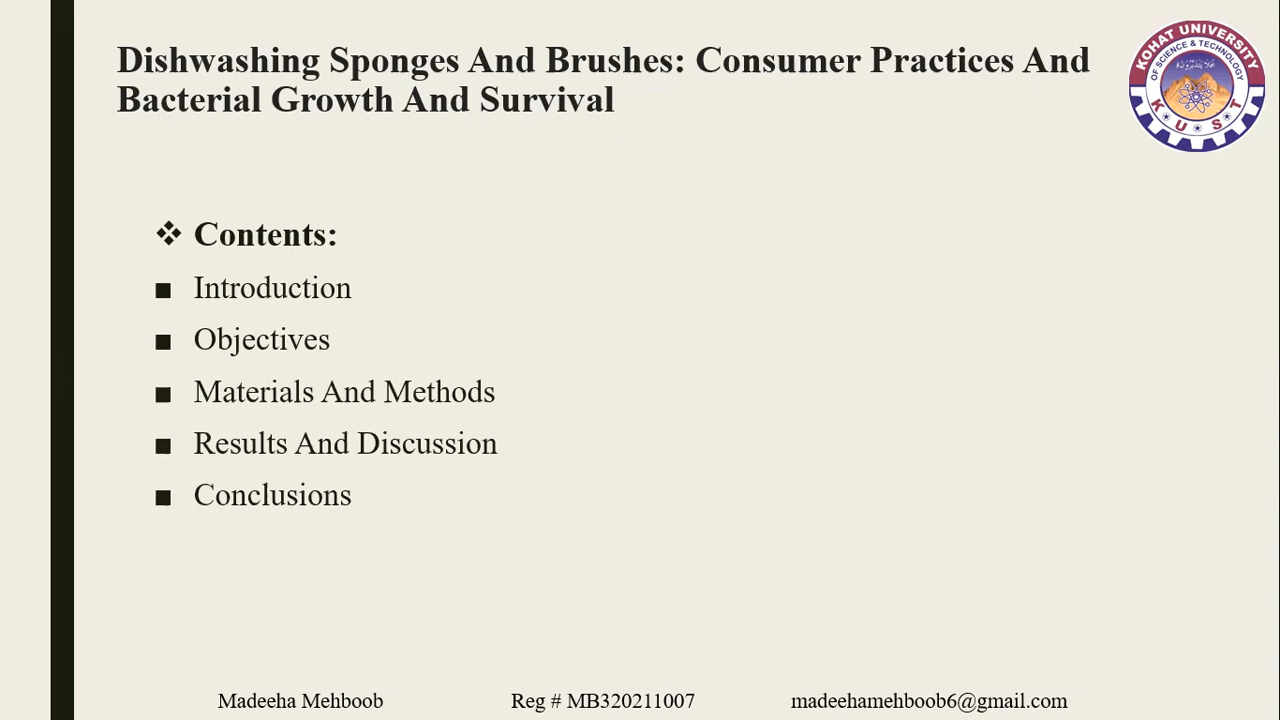 Dishwashing Sponges And Brushes: Consumer Practices And
Bacterial Growth And Survival
KOHAT UNIVERSITY
OF SCIENCE & TECHNOLOGY
K U S T
❖ Contents:
■ Introduction
■ Objectives
■ Materials And Methods
■ Results And Discussion
■ Conclusions
Madeeha Mehboob Reg # MB320211007 madeehamehboob6@gmail.com